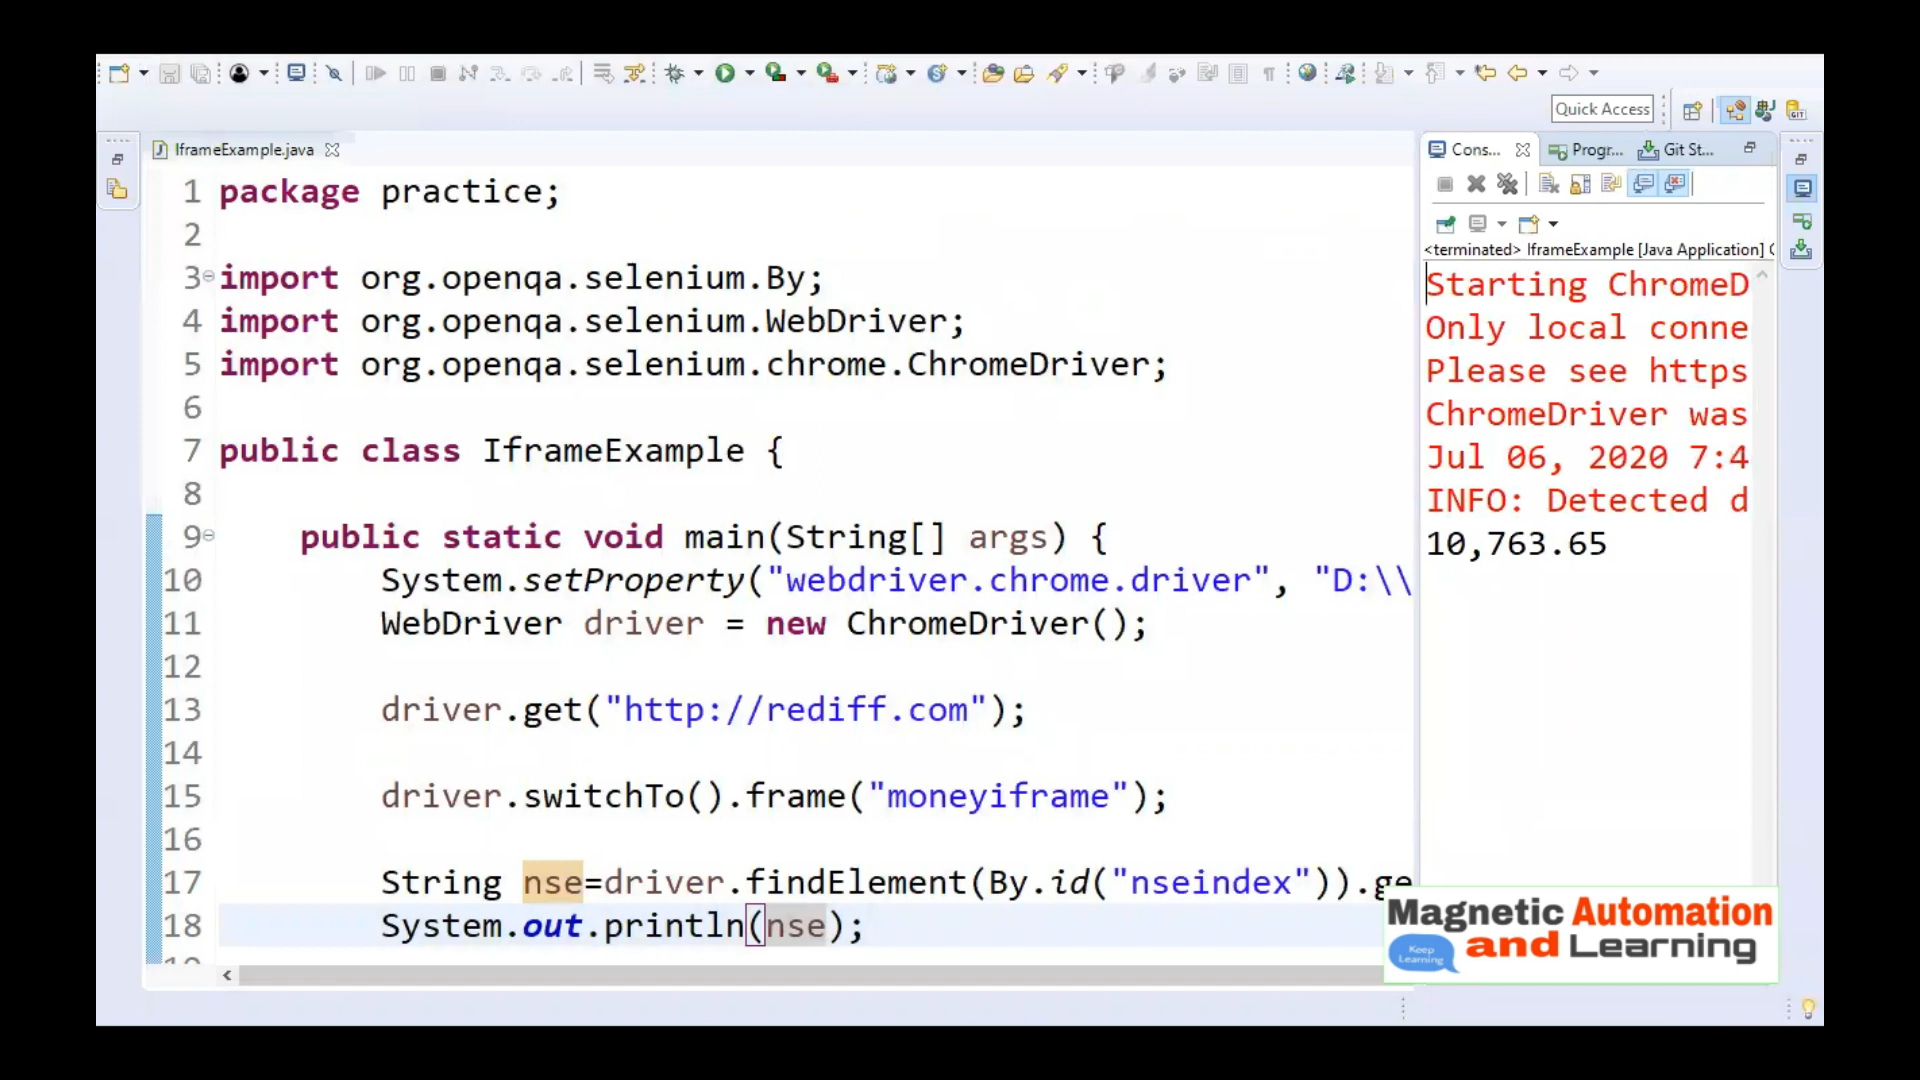 Quick Access
IframeExample.java
Cons...
Progr...
Git St...
1 package practice;
2
3 import org.openqa.selenium.By;
4 import org.openqa.selenium.WebDriver;
5 import org.openqa.selenium.chrome.ChromeDriver;
6
7 public class IframeExample {
8
9 public static void main(String[] args) {
10 System.setProperty("webdriver.chrome.driver", "D:\\
11 WebDriver driver = new ChromeDriver();
12
13 driver.get("http://rediff.com");
14
15 driver.switchTo().frame("moneyiframe");
16
17 String nse=driver.findElement(By.id("nseindex")).ge
18 System.out.println(nse);
<terminated> IframeExample [Java Application] C
Starting ChromeD
Only local conne
Please see https
ChromeDriver was
Jul 06, 2020 7:4
INFO: Detected d
10,763.65
Magnetic Automation
and Learning
Keep
Learning